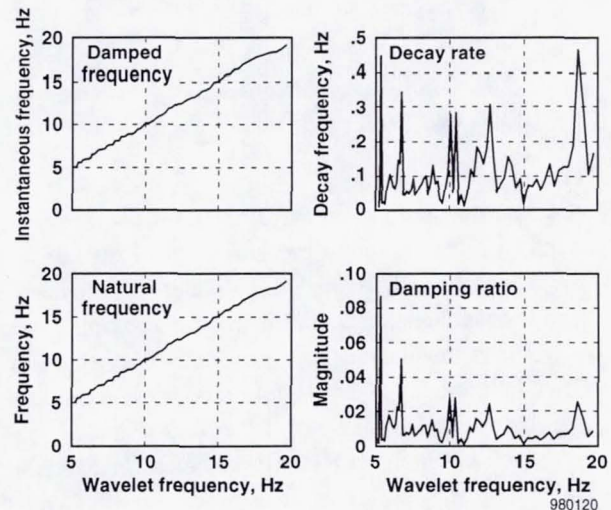 Instantaneous frequency, Hz
20
15
10
5
0
Damped
frequency
Decay frequency, Hz
.5
.4
.3
.2
.1
0
Decay rate
Frequency, Hz
20
15
10
5
0
Natural
frequency
5 10 15 20
Wavelet frequency, Hz
Magnitude
.10
.08
.06
.04
.02
0
Damping ratio
5 10 15 20
Wavelet frequency, Hz
980120